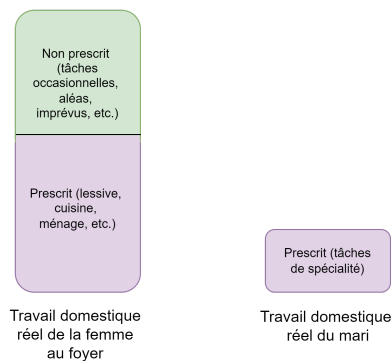 Non prescrit
(tâches
occasionnelles,
aléas,
imprévus, etc.)
Prescrit (lessive,
cuisine,
ménage, etc.)
Travail domestique
réel de la femme
au foyer
Prescrit (tâches
de spécialité)
Travail domestique
réel du mari